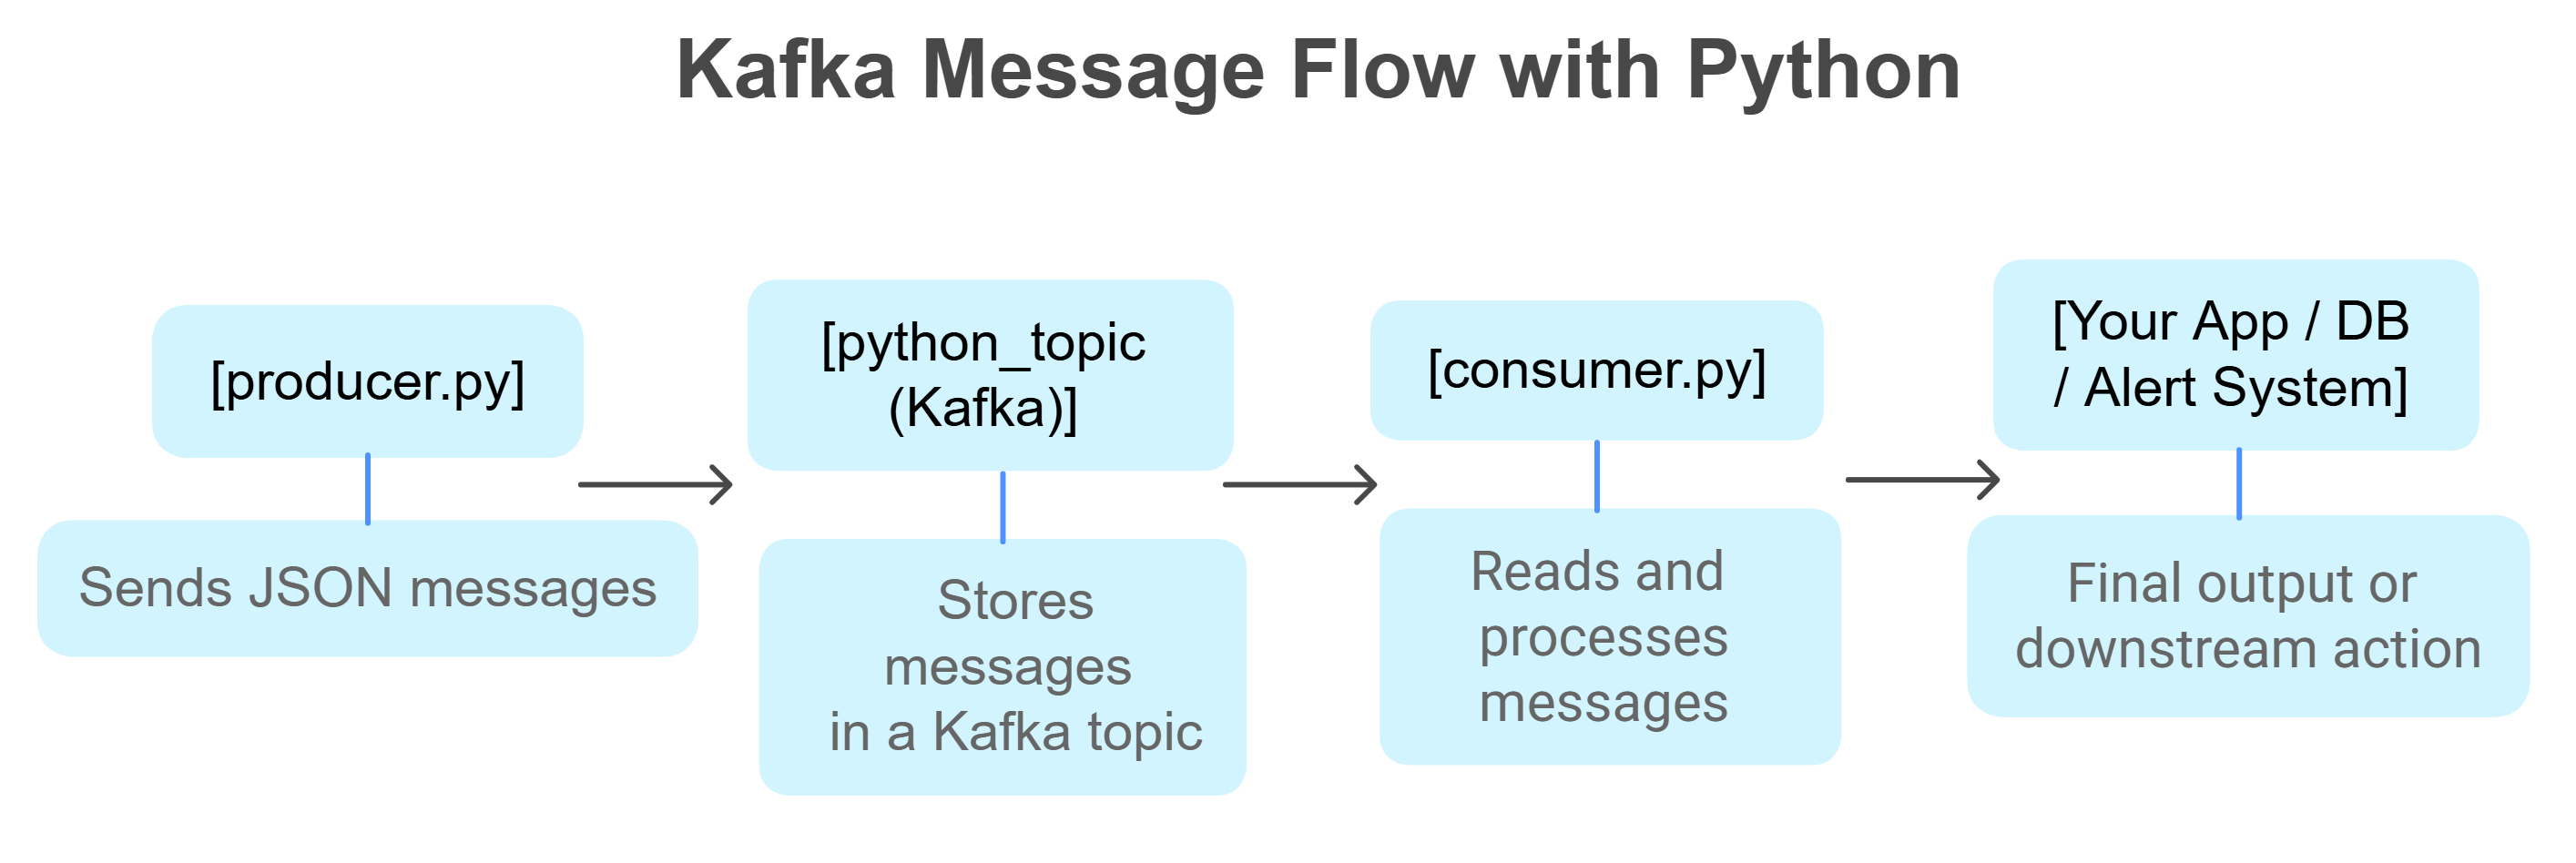 Kafka Message Flow with Python
[producer.py]
Sends JSON messages
[python_topic
(Kafka)]
Stores
messages
in a Kafka topic
[consumer.py]
Reads and
processes
messages
[Your App / DB
/ Alert System]
Final output or
downstream action